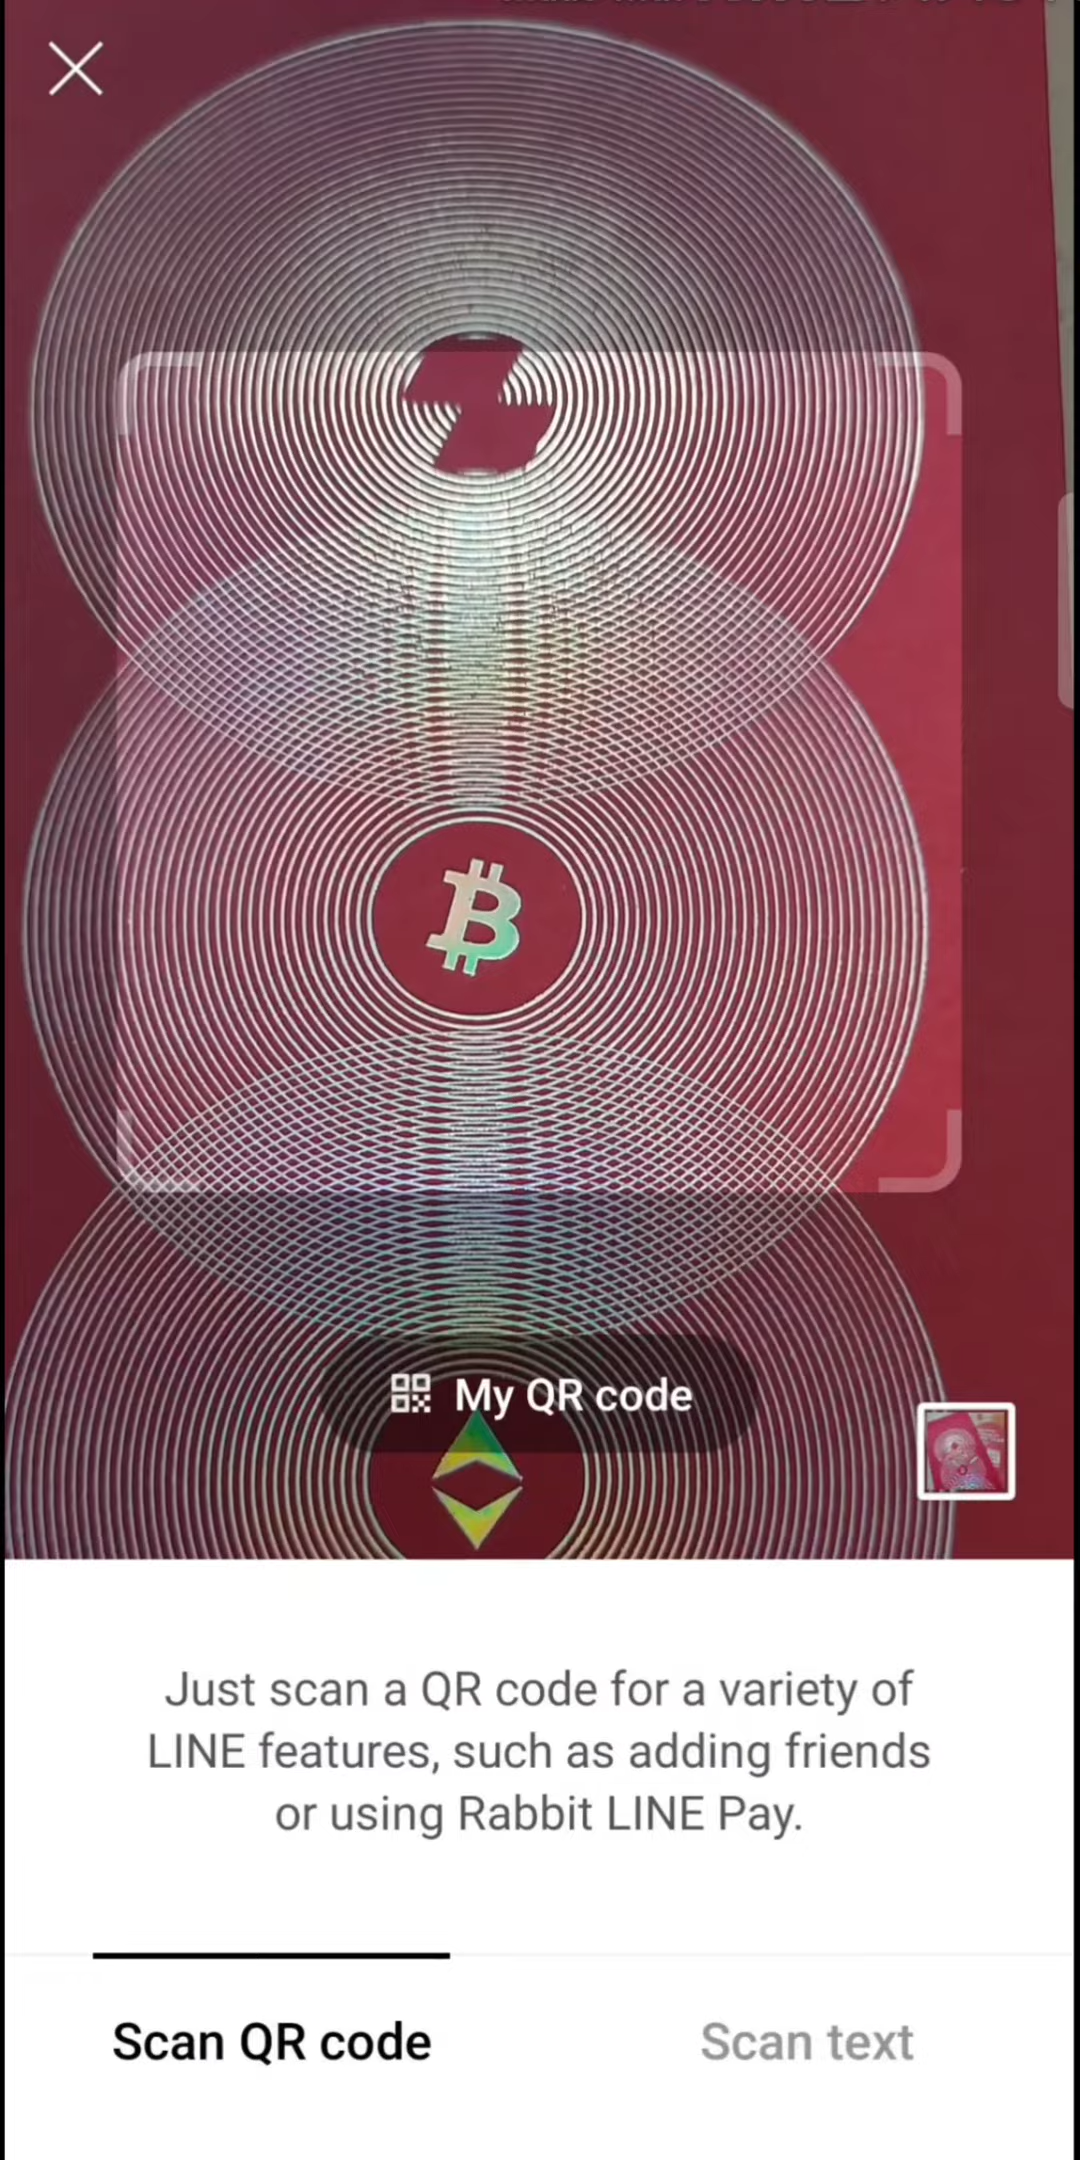 My QR code
Just scan a QR code for a variety of
LINE features, such as adding friends
or using Rabbit LINE Pay.
Scan QR code
Scan text